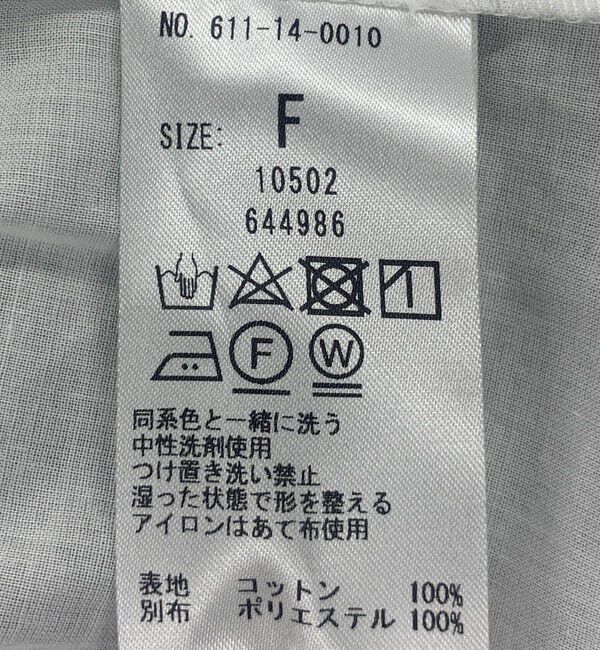 NO. 611-14-0010
SIZE: F
10502
644986
F W
同系色と一緒に洗う
中性洗剤使用
つけ置き洗い禁止
湿った状態で形を整える
アイロンはあて布使用
表地 コットン 100%
別布 ポリエステル 100%